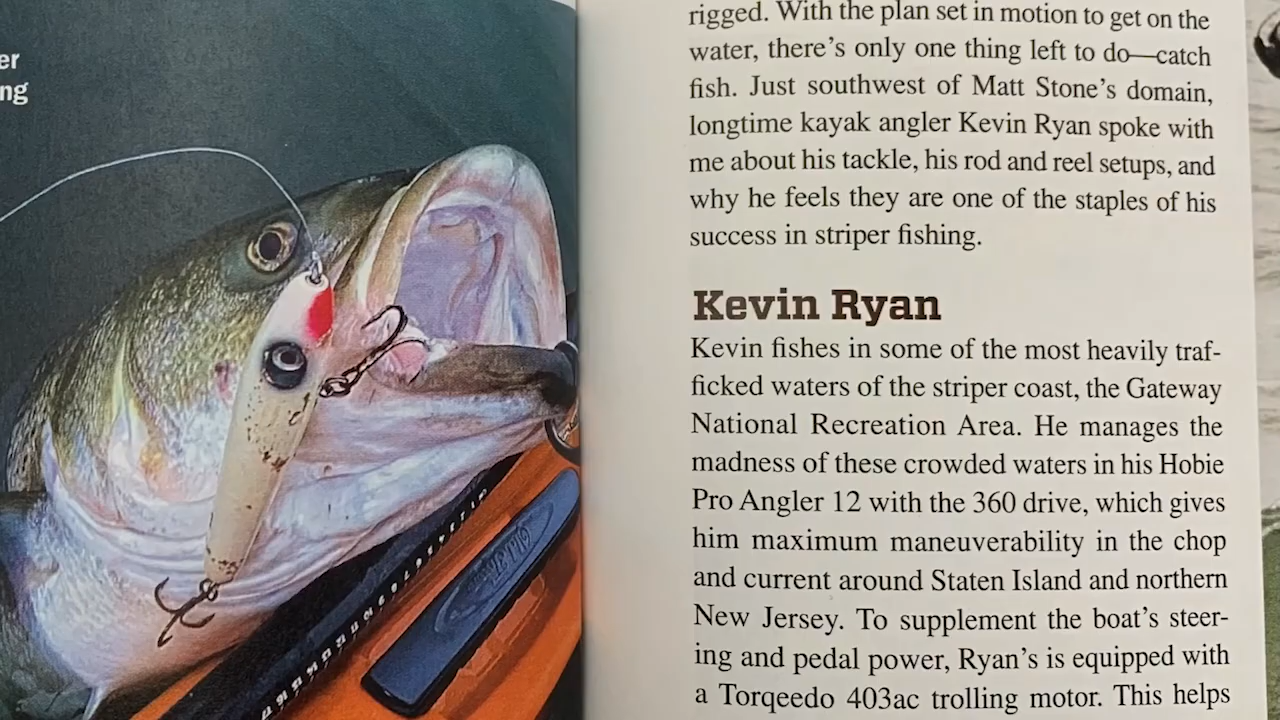 er
ng
rigged. With the plan set in motion to get on the
water, there's only one thing left to do—catch
fish. Just southwest of Matt Stone's domain,
longtime kayak angler Kevin Ryan spoke with
me about his tackle, his rod and reel setups, and
why he feels they are one of the staples of his
success in striper fishing.
Kevin Ryan
Kevin fishes in some of the most heavily traf-
ficked waters of the striper coast, the Gateway
National Recreation Area. He manages the
madness of these crowded waters in his Hobie
Pro Angler 12 with the 360 drive, which gives
him maximum maneuverability in the chop
and current around Staten Island and northern
New Jersey. To supplement the boat's steer-
ing and pedal power, Ryan's is equipped with
a Torqeedo 403ac trolling motor. This helps